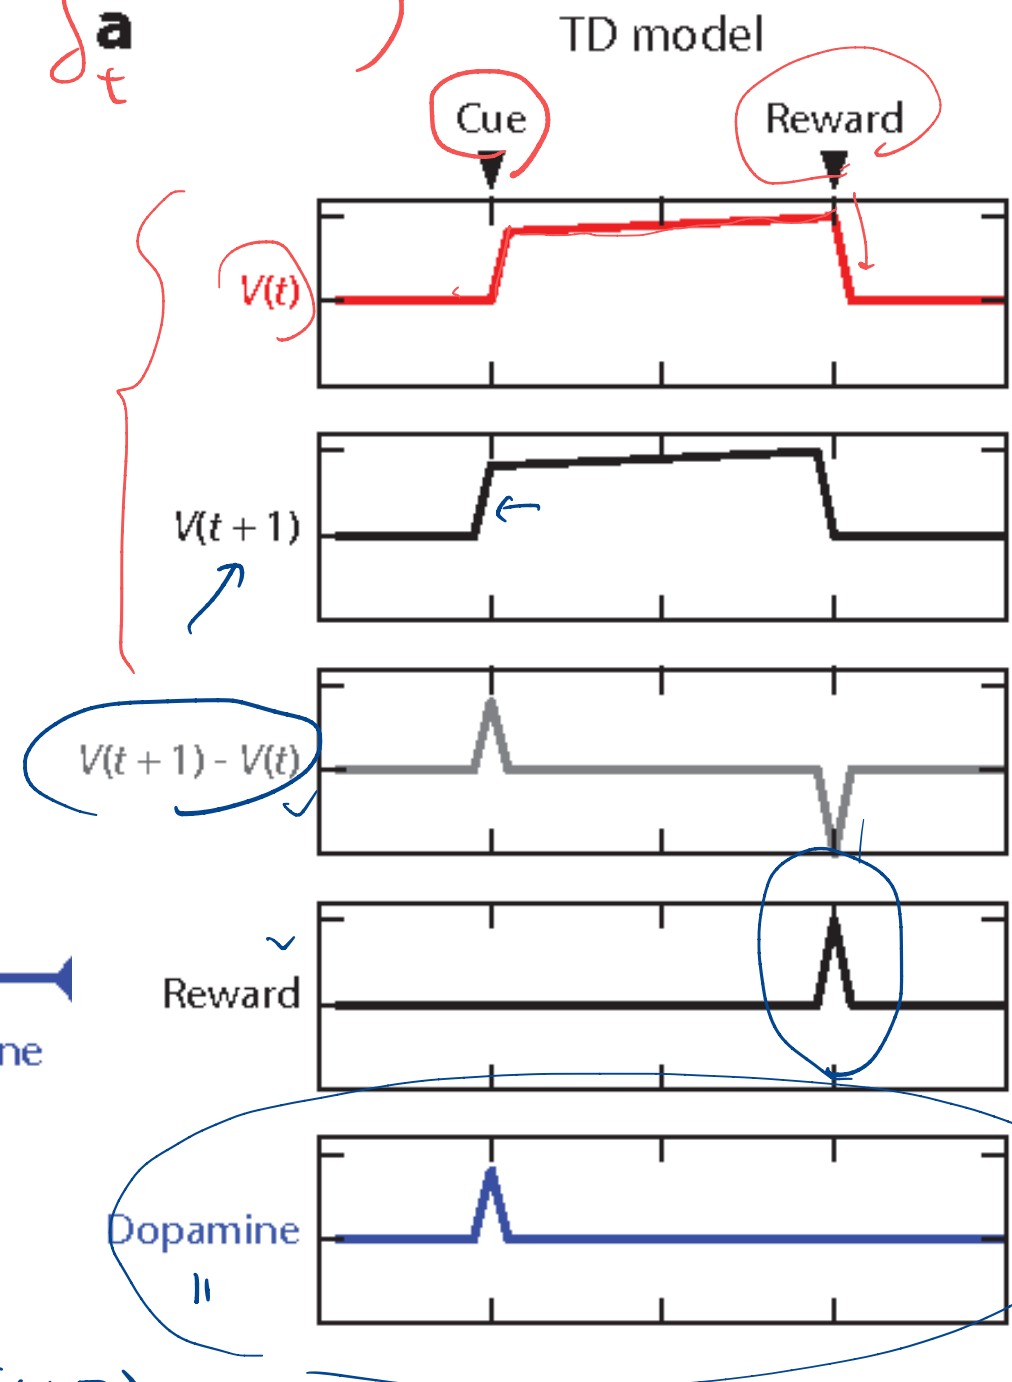 a
TD model
t
Cue
Reward
V(t)
V(t + 1)
V(t + 1) - V(t)
Reward
ne
Dopamine